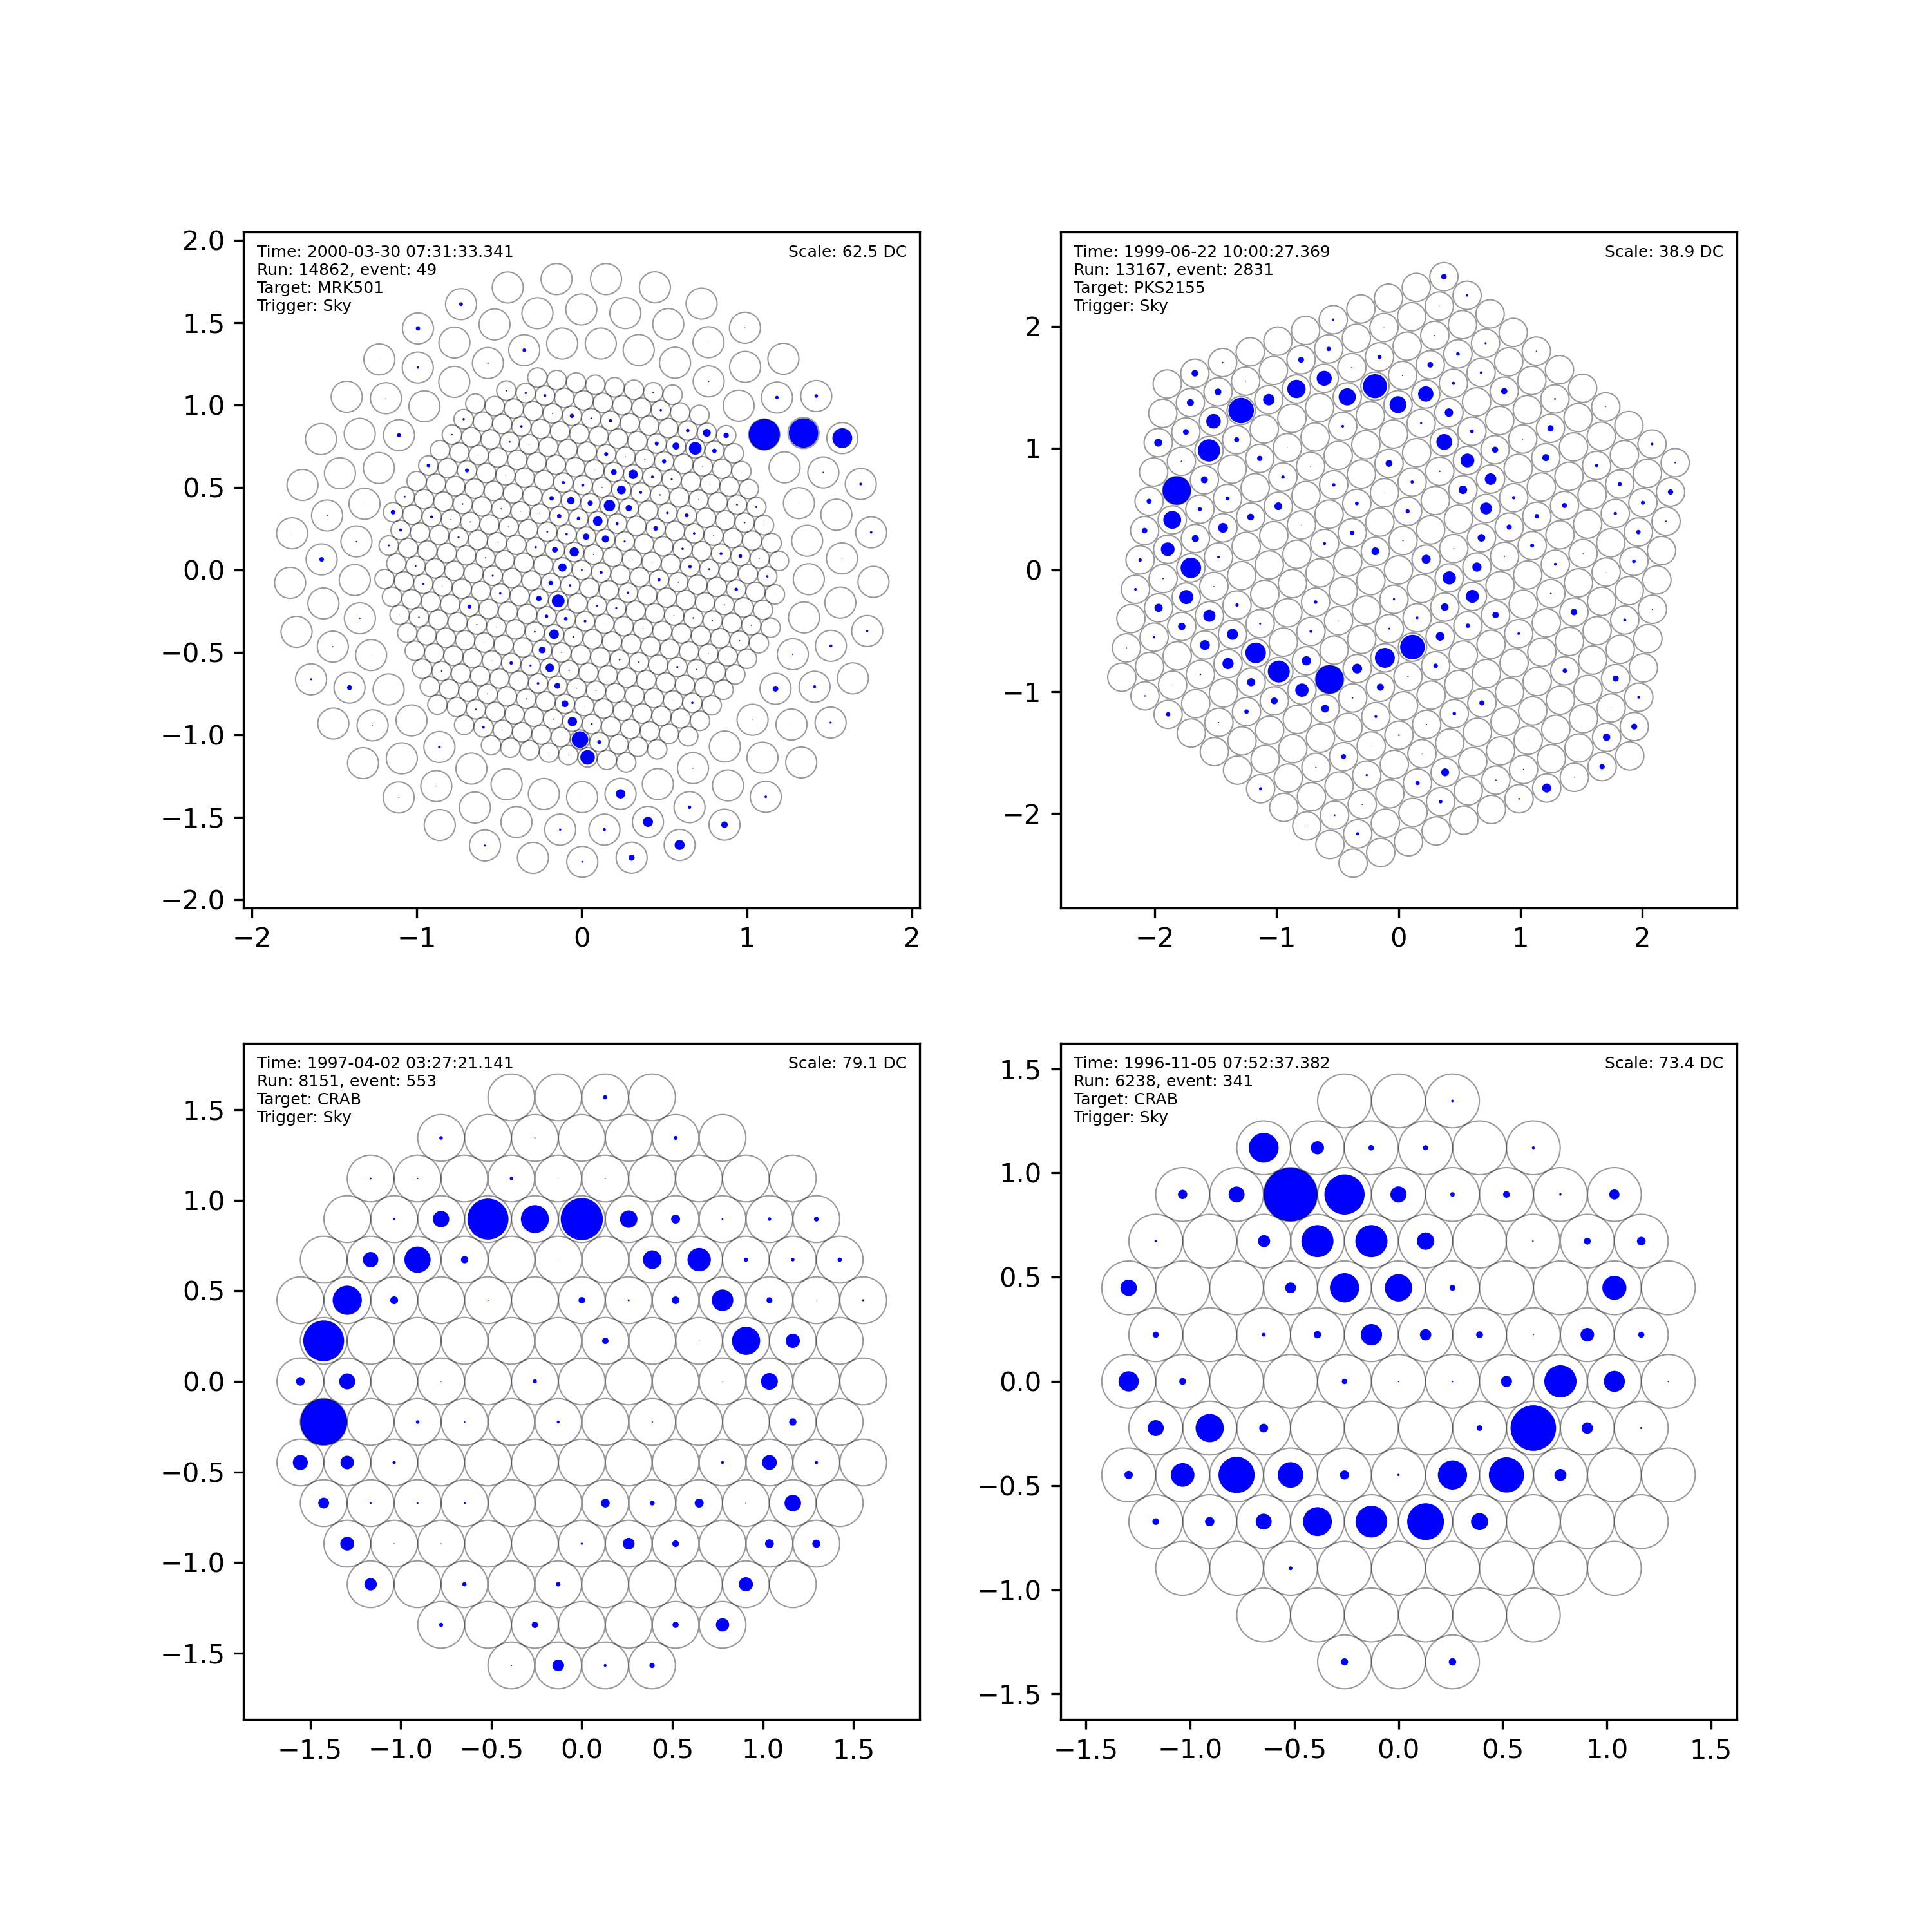 Time: 2000-03-30 07:31:33.341
Scale: 62.5 DC
Run: 14862, event: 49
Target: MRK501
Trigger: Sky
2.0
1.5
1.0
0.5
0.0
−0.5
−1.0
−1.5
−2.0
−2 −1 0 1 2
Time: 1999-06-22 10:00:27.369
Scale: 38.9 DC
Run: 13167, event: 2831
Target: PKS2155
Trigger: Sky
2
1
0
−1
−2
−2 −1 0 1 2
Time: 1997-04-02 03:27:21.141
Scale: 79.1 DC
Run: 8151, event: 553
Target: CRAB
Trigger: Sky
1.5
1.0
0.5
0.0
−0.5
−1.0
−1.5
−1.5 −1.0 −0.5 0.0 0.5 1.0 1.5
Time: 1996-11-05 07:52:37.382
Scale: 73.4 DC
Run: 6238, event: 341
Target: CRAB
Trigger: Sky
1.5
1.0
0.5
0.0
−0.5
−1.0
−1.5
−1.5 −1.0 −0.5 0.0 0.5 1.0 1.5